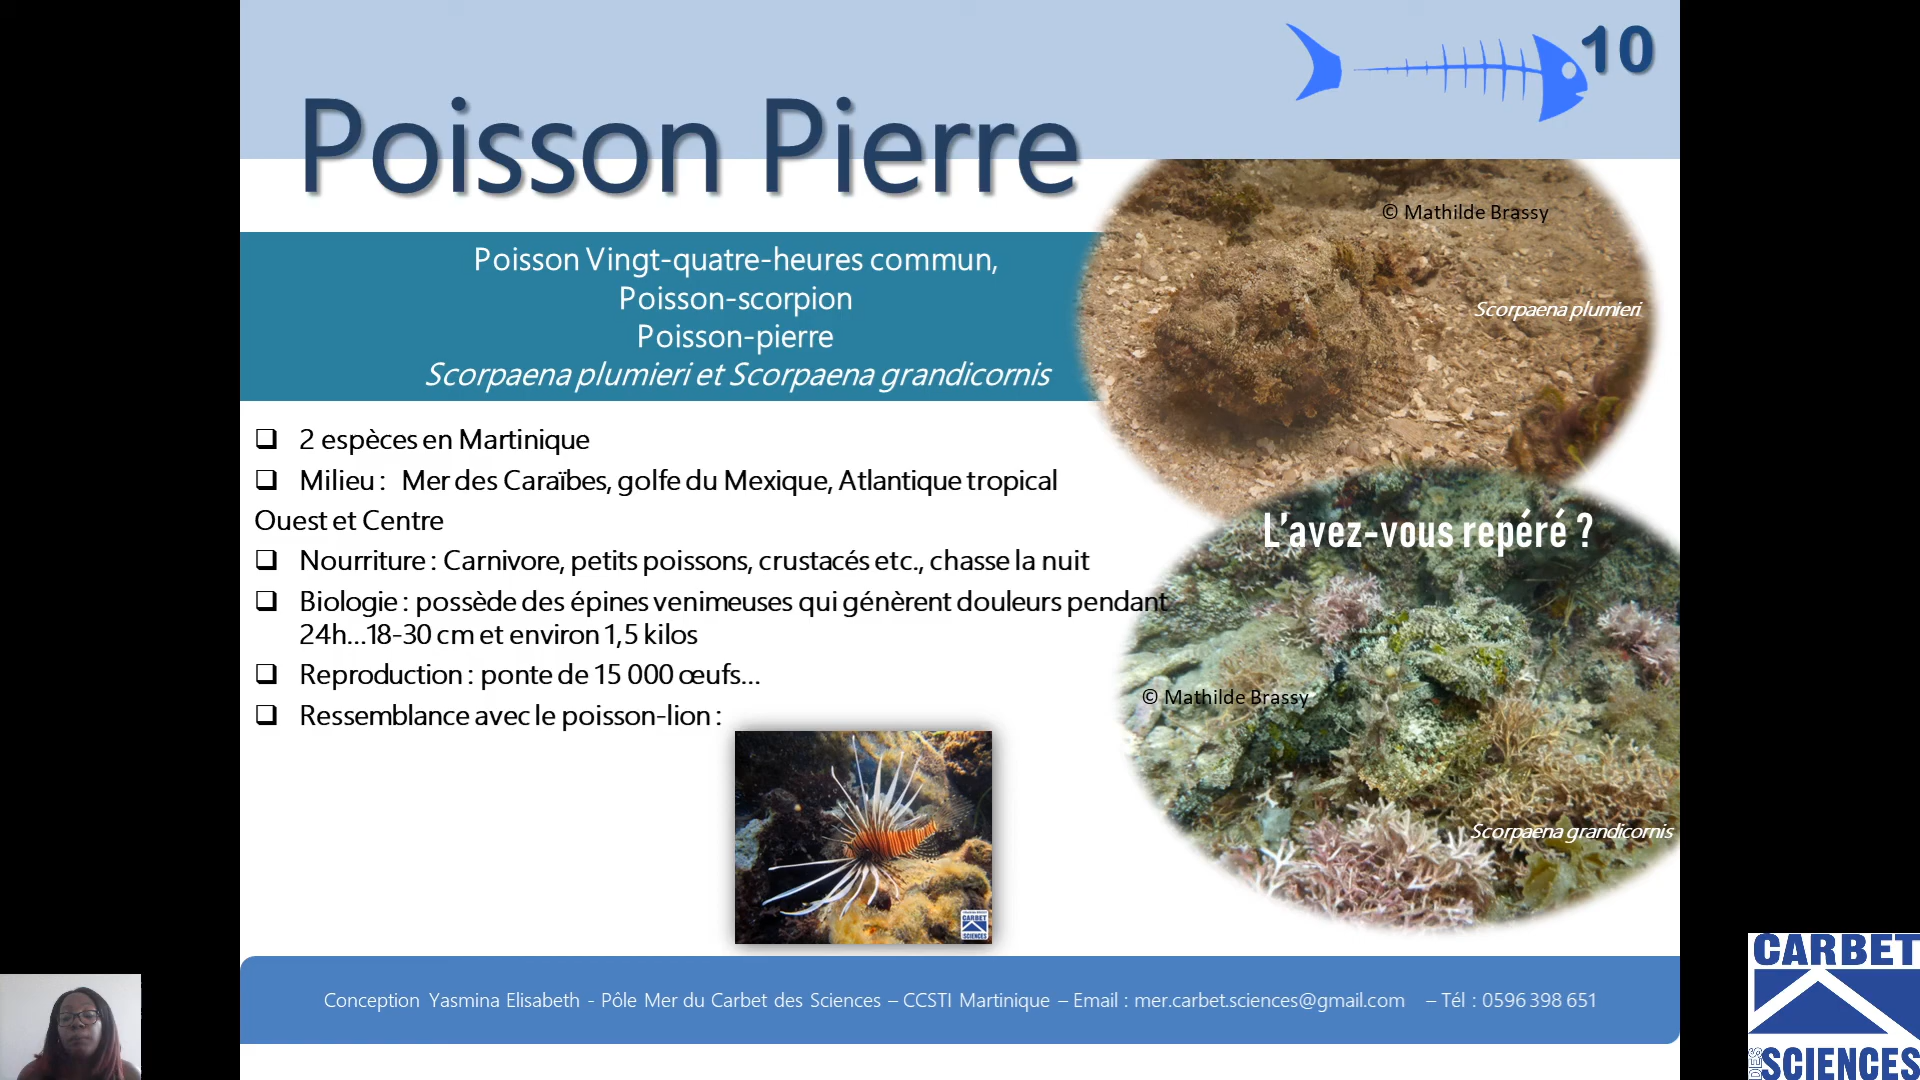 10
Poisson Pierre
© Mathilde Brassy
Poisson Vingt-quatre-heures commun,
Poisson-scorpion
Poisson-pierre
Scorpaena plumieri et Scorpaena grandicornis
Scorpaena plumieri
❑ 2 espèces en Martinique
❑ Milieu : Mer des Caraïbes, golfe du Mexique, Atlantique tropical
Ouest et Centre
❑ Nourriture : Carnivore, petits poissons, crustacés etc., chasse la nuit
❑ Biologie : possède des épines venimeuses qui génèrent douleurs pendant
24h...18-30 cm et environ 1,5 kilos
❑ Reproduction : ponte de 15 000 œufs...
❑ Ressemblance avec le poisson-lion :
L'avez-vous repéré ?
© Mathilde Brassy
Scorpaena grandicornis
CARBET
SCIENCES
Conception Yasmina Elisabeth - Pôle Mer du Carbet des Sciences – CCSTI Martinique – Email : mer.carbet.sciences@gmail.com – Tél : 0596 398 651
CARBET
DES SCIENCES